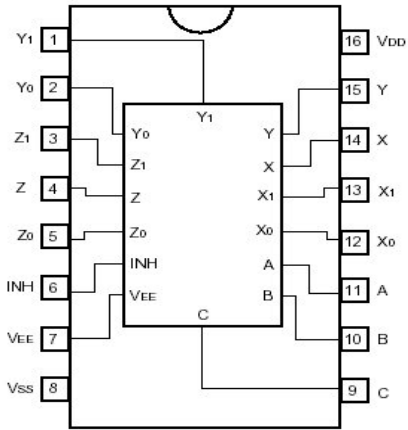 Y1 1 16 VDD
Y0 2 15 Y
Y1
Z1 3 Y0 Y 14 X
Z1 X
Z 4 Z X1 13 X1
Z0 5 Z0 X0 12 X0
INH 6 INH A 11 A
VEE 7 VEE B 10 B
C
VSS 8 9 C